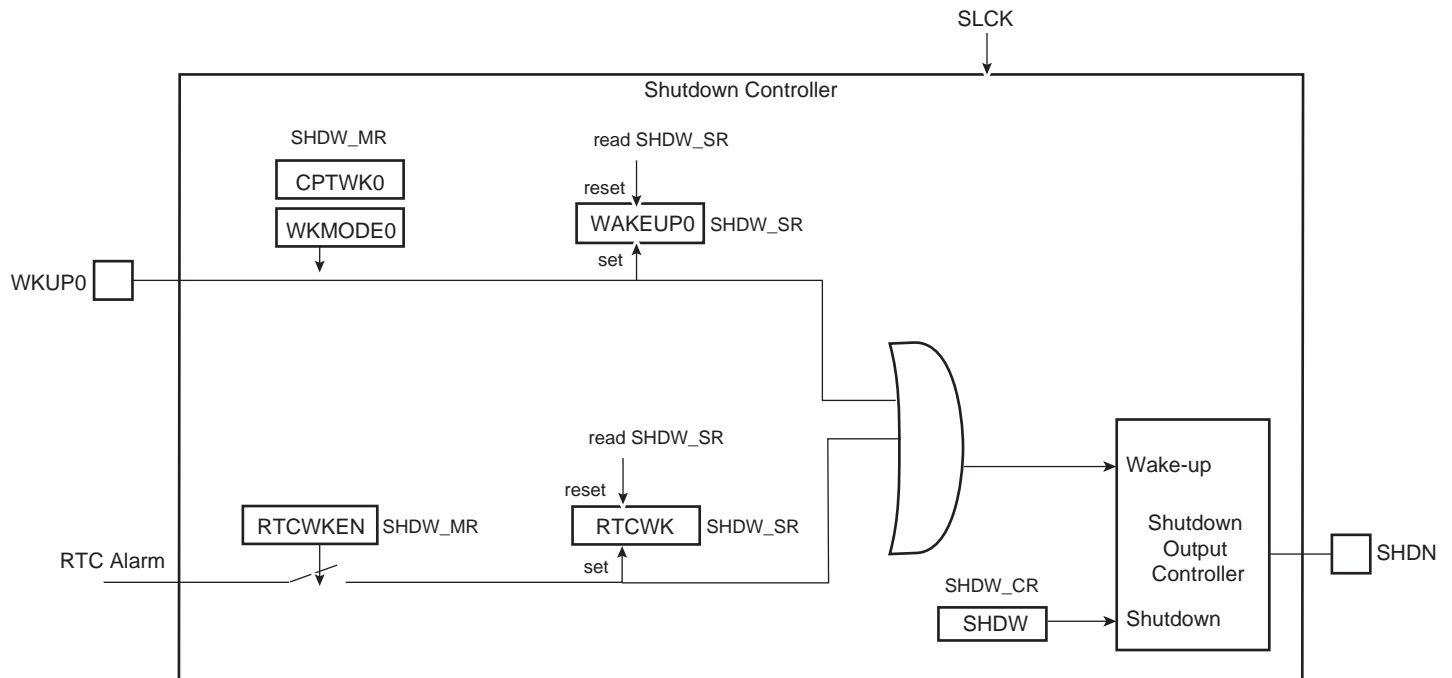 SLCK
Shutdown Controller
SHDW_MR
CPTWK0
WKMODE0
read SHDW_SR
reset
WAKEUP0
SHDW_SR
set
WKUP0
read SHDW_SR
reset
RTCWKEN
SHDW_MR
RTCWK
SHDW_SR
set
RTC Alarm
Wake-up
Shutdown
Output
Controller
SHDN
SHDW_CR
SHDW
Shutdown